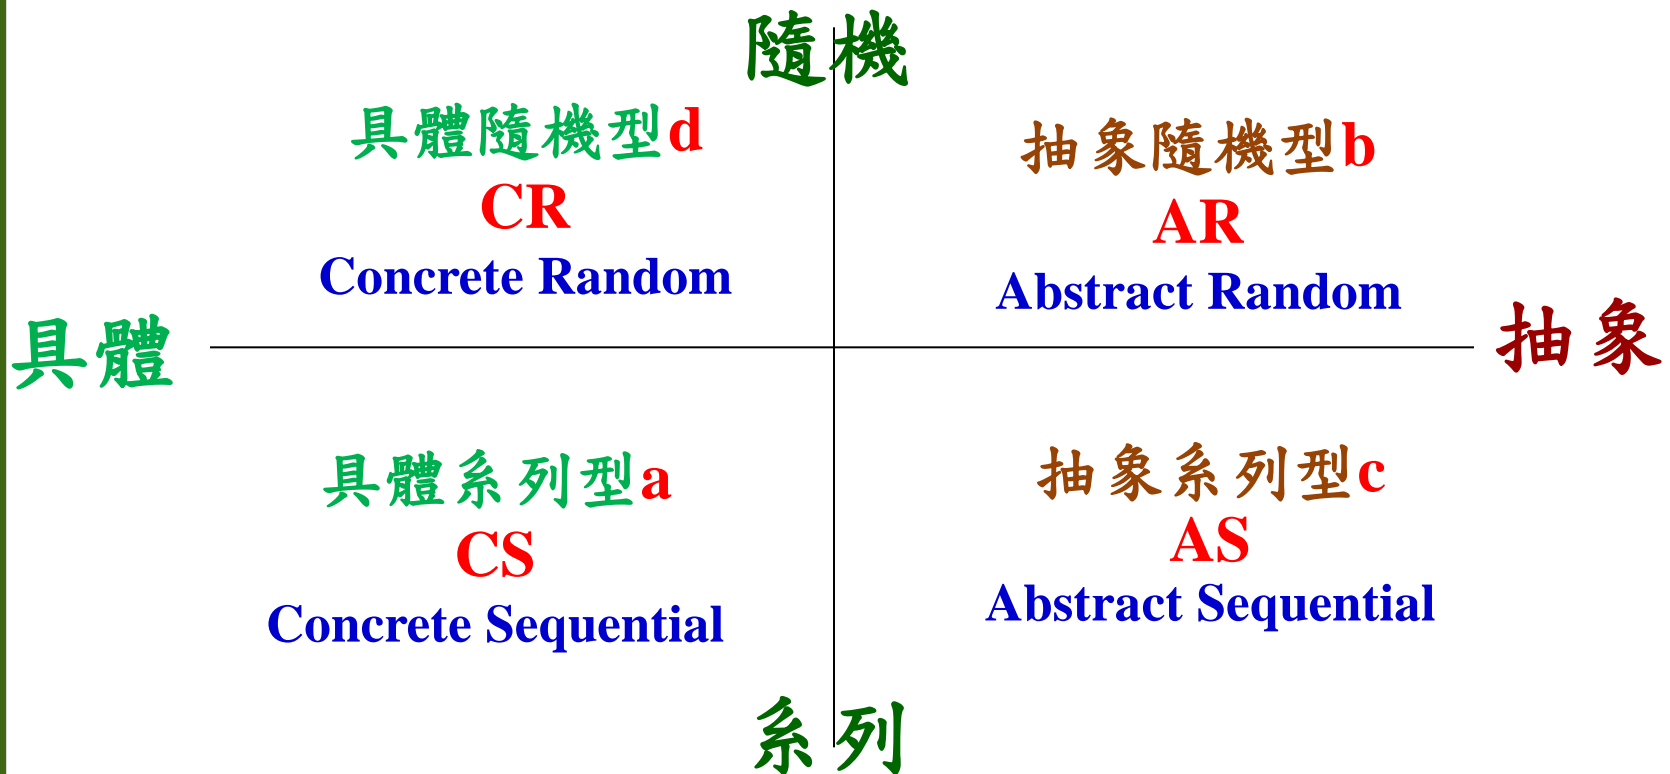 隨機
具體隨機型d
CR
Concrete Random
抽象隨機型b
AR
Abstract Random
具體
抽象
具體系列型a
CS
Concrete Sequential
抽象系列型c
AS
Abstract Sequential
系列